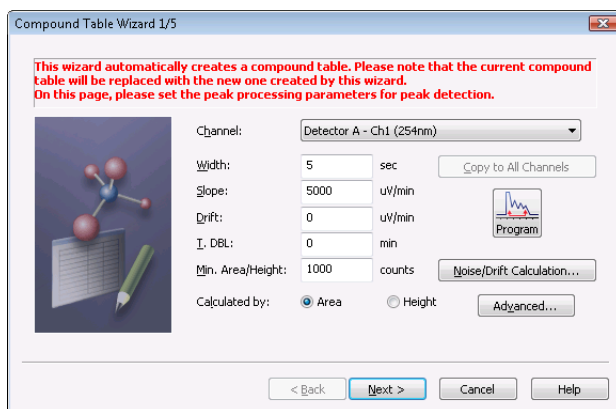 Compound Table Wizard 1/5
This wizard automatically creates a compound table. Please note that the current compound
table will be replaced with the new one created by this wizard.
On this page, please set the peak processing parameters for peak detection.
Channel: Detector A - Ch1 (254nm)
Width: 5 sec Copy to All Channels
Slope: 5000 uV/min
Program
Drift: 0 uV/min
T. DBL: 0 min
Min. Area/Height: 1000 counts Noise/Drift Calculation...
Calculated by: Area Height Advanced...
< Back Next > Cancel Help